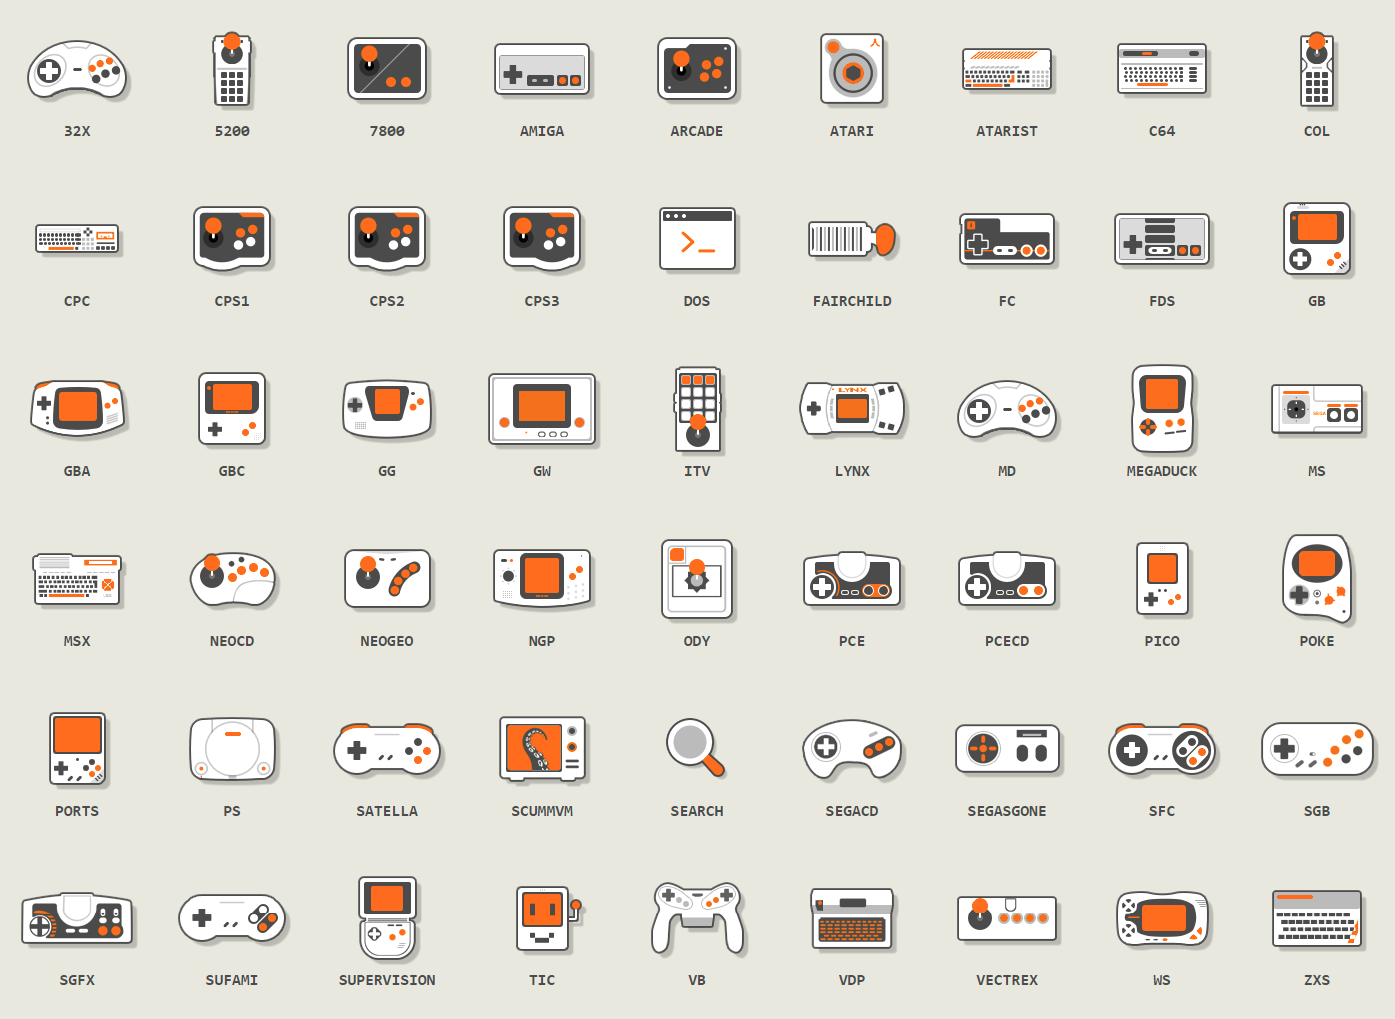 32X 5200 7800 AMIGA ARCADE ATARI ATARIST C64 COL
CPC CPS1 CPS2 CPS3 DOS FAIRCHILD FC FDS GB
LYNX
GBA GBC GG GW ITV LYNX MD MEGADUCK MS
MSX NEOCD NEOGEO NGP ODY PCE PCECD PICO POKE
PORTS PS SATELLA SCUMMVM SEARCH SEGACD SEGASGONE SFC SGB
SGFX SUFAMI SUPERVISION TIC VB VDP VECTREX WS ZXS